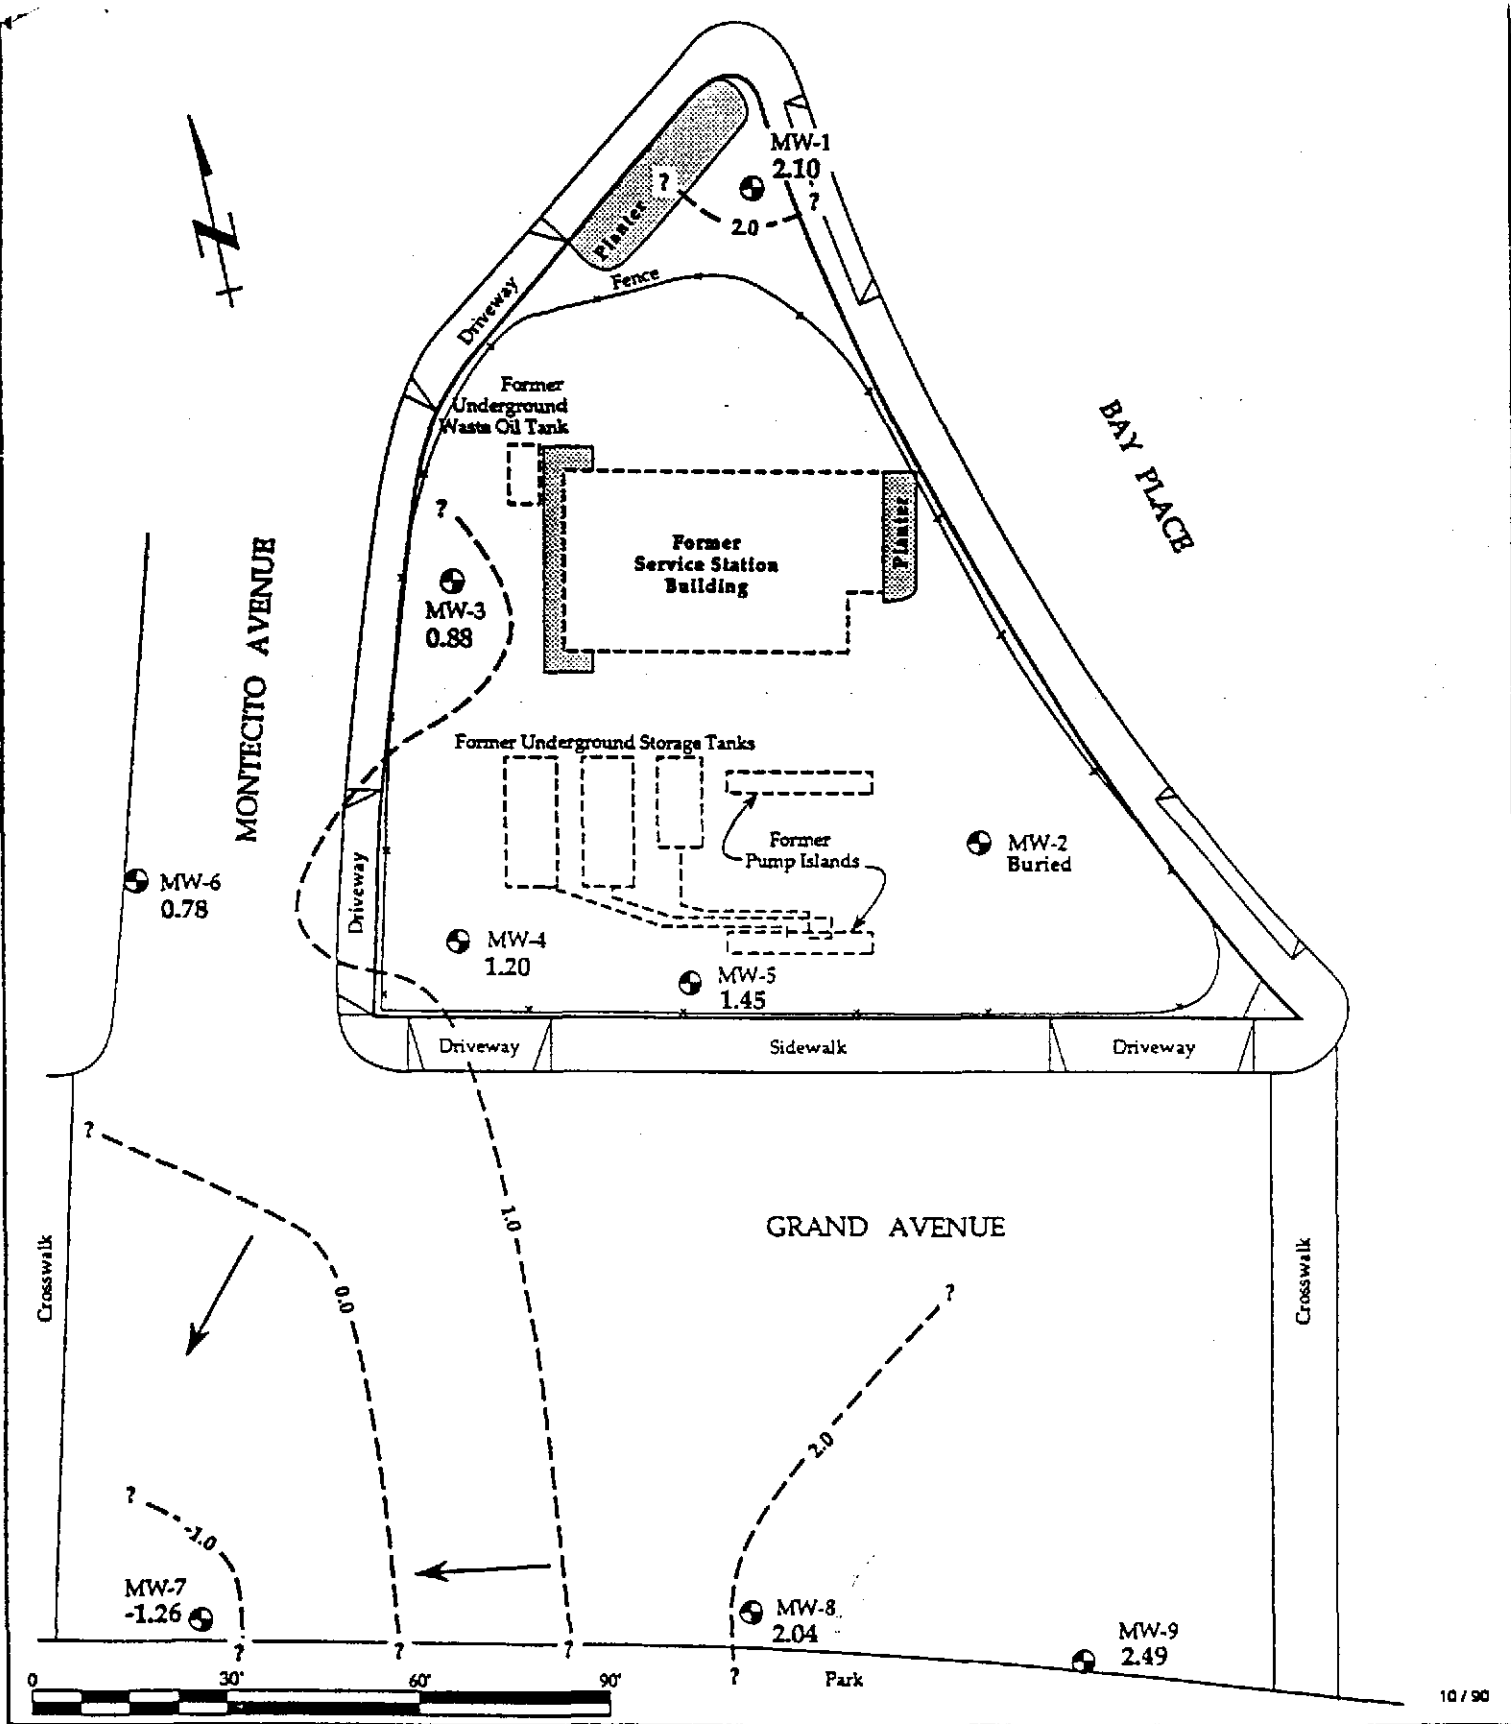 MW-1
2.10
?
?
2.0
Planter
Fence
N
Driveway
Former
Underground
Waste Oil Tank
BAY PLACE
?
Former
Service Station
Building
Planter
MONTECITO AVENUE
MW-3
0.88
Former Underground Storage Tanks
Former
Pump Islands
MW-2
Buried
MW-6
0.78
Driveway
MW-4
1.20
MW-5
1.45
Driveway
Sidewalk
Driveway
?
1.0
GRAND AVENUE
Crosswalk
0.0
Crosswalk
?
2.0
?
-1.0
MW-7
-1.26
MW-8
2.04
MW-9
2.49
?
?
?
?
Park
0
30'
60'
90'
10 / 90